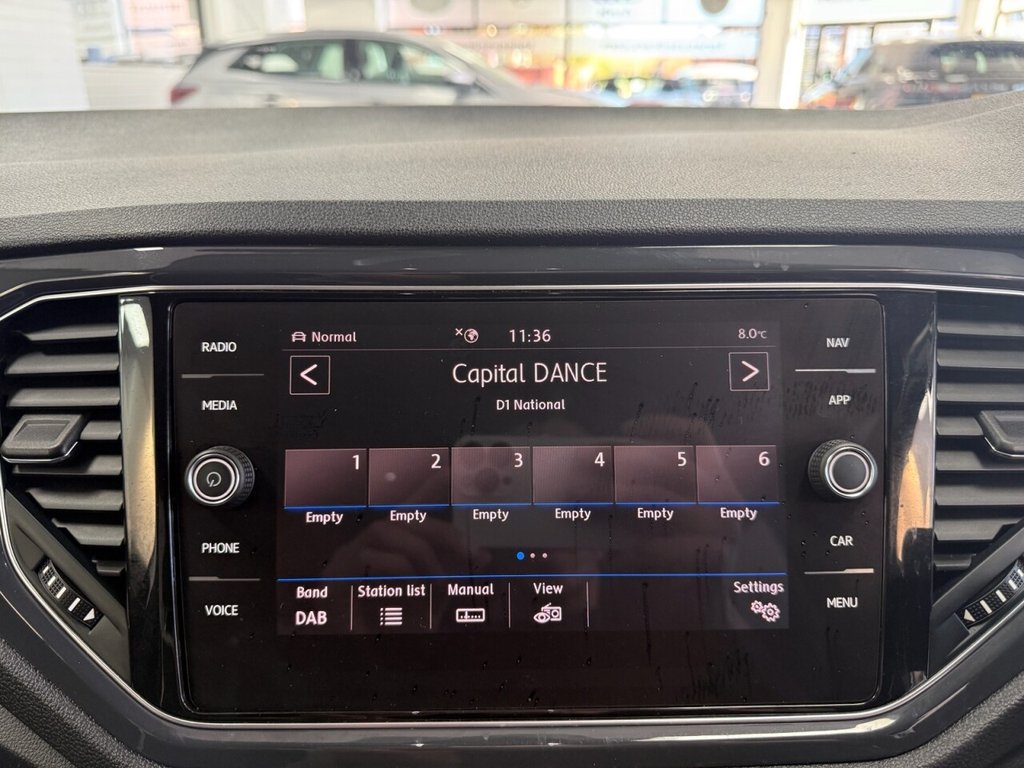 RADIO
MEDIA
PHONE
VOICE
Normal 11:36 8.0°C
Capital DANCE
D1 National
1 2 3 4 5 6
Empty Empty Empty Empty Empty Empty
Band Station list Manual View Settings
DAB
NAV
APP
CAR
MENU